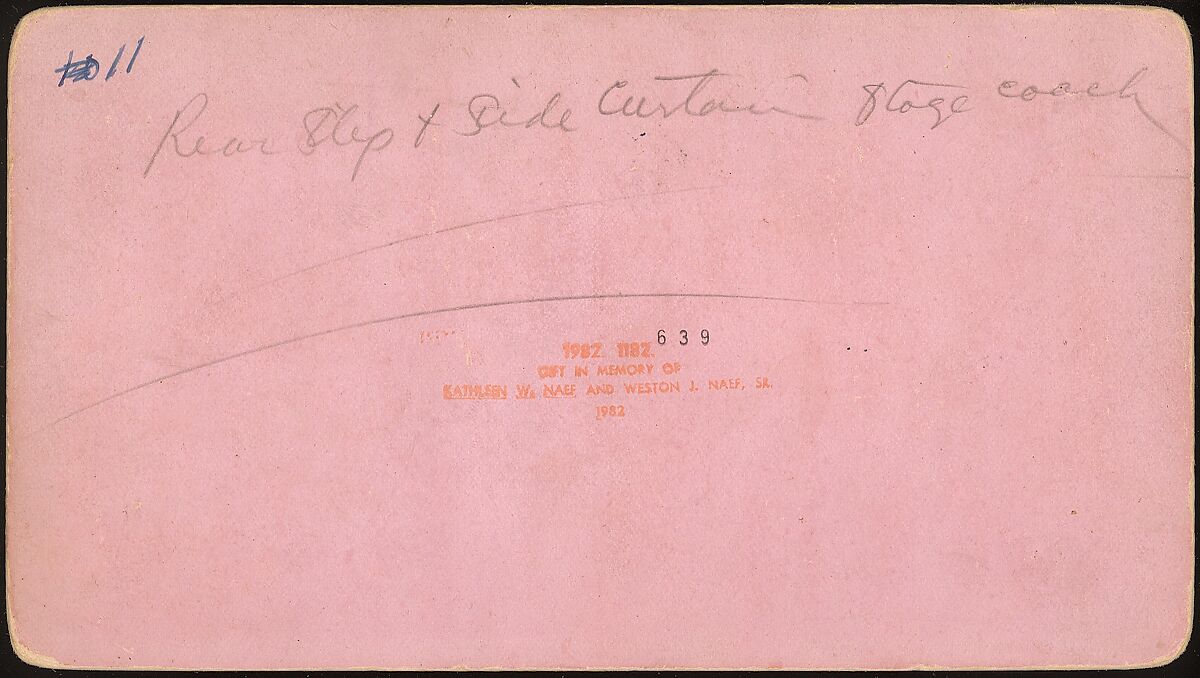 11
Rear Step & Side Curtain Stage coach
1982. 1182. 639
GIFT IN MEMORY OF
KATHLEEN W. NAEF AND WESTON J. NAEF, SR.
1982